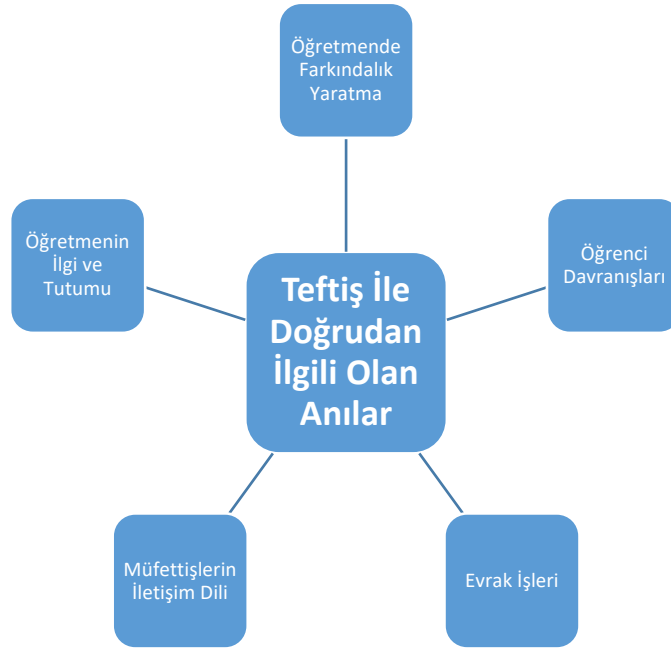 Öğretmende
Farkındalık
Yaratma
Öğretmenin
İlgi ve
Tutumu
Öğrenci
Davranışları
Teftiş İle
Doğrudan
İlgili Olan
Anılar
Müfettişlerin
İletişim Dili
Evrak İşleri